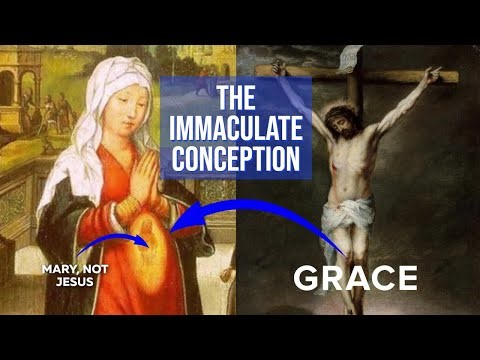 THE
IMMACULATE
CONCEPTION
MARY, NOT
JESUS
GRACE